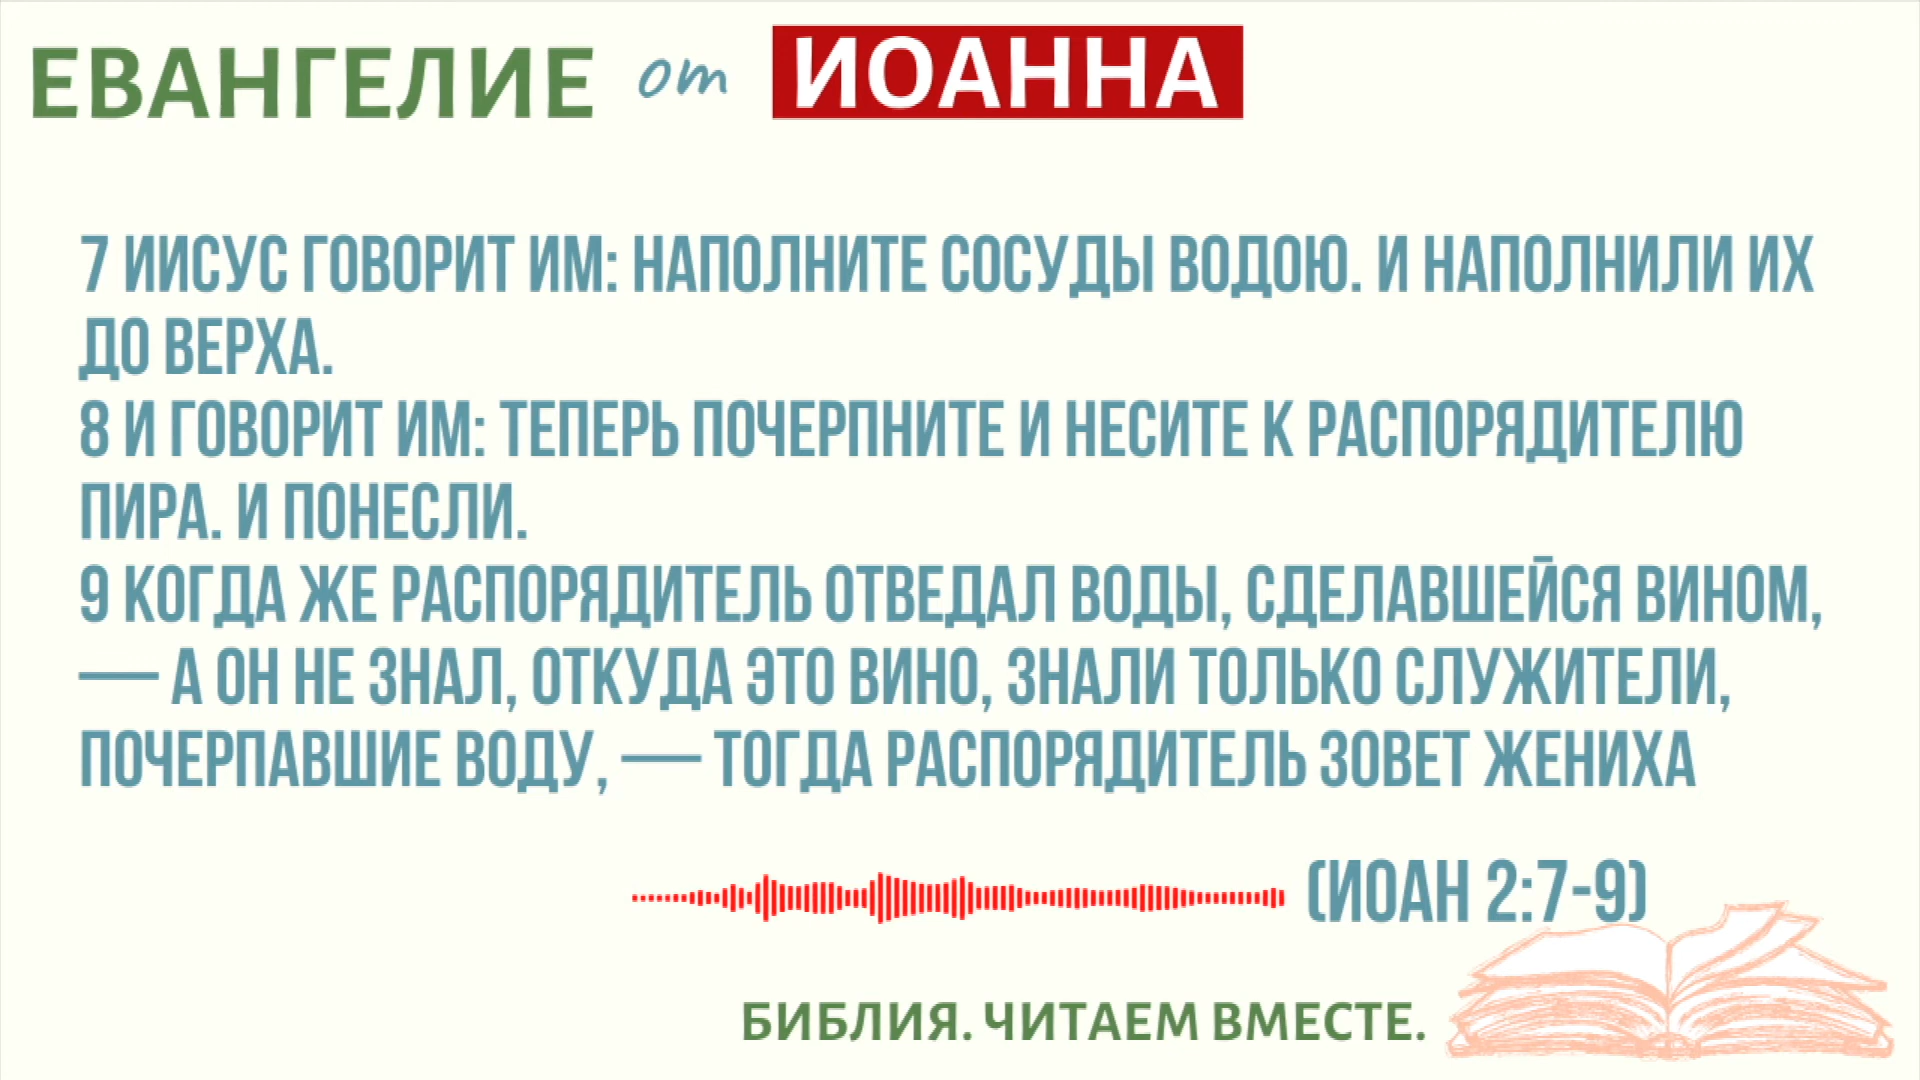 ЕВАНГЕЛИЕ от ИОАННА
7 ИИСУС ГОВОРИТ ИМ: НАПОЛНИТЕ СОСУДЫ ВОДОЮ. И НАПОЛНИЛИ ИХ
ДО ВЕРХА.
8 И ГОВОРИТ ИМ: ТЕПЕРЬ ПОЧЕРПНИТЕ И НЕСИТЕ К РАСПОРЯДИТЕЛЮ
ПИРА. И ПОНЕСЛИ.
9 КОГДА ЖЕ РАСПОРЯДИТЕЛЬ ОТВЕДАЛ ВОДЫ, СДЕЛАВШЕЙСЯ ВИНОМ,
— А ОН НЕ ЗНАЛ, ОТКУДА ЭТО ВИНО, ЗНАЛИ ТОЛЬКО СЛУЖИТЕЛИ,
ПОЧЕРПАВШИЕ ВОДУ, — ТОГДА РАСПОРЯДИТЕЛЬ ЗОВЕТ ЖЕНИХА
(ИОАН 2:7-9)
БИБЛИЯ. ЧИТАЕМ ВМЕСТЕ.